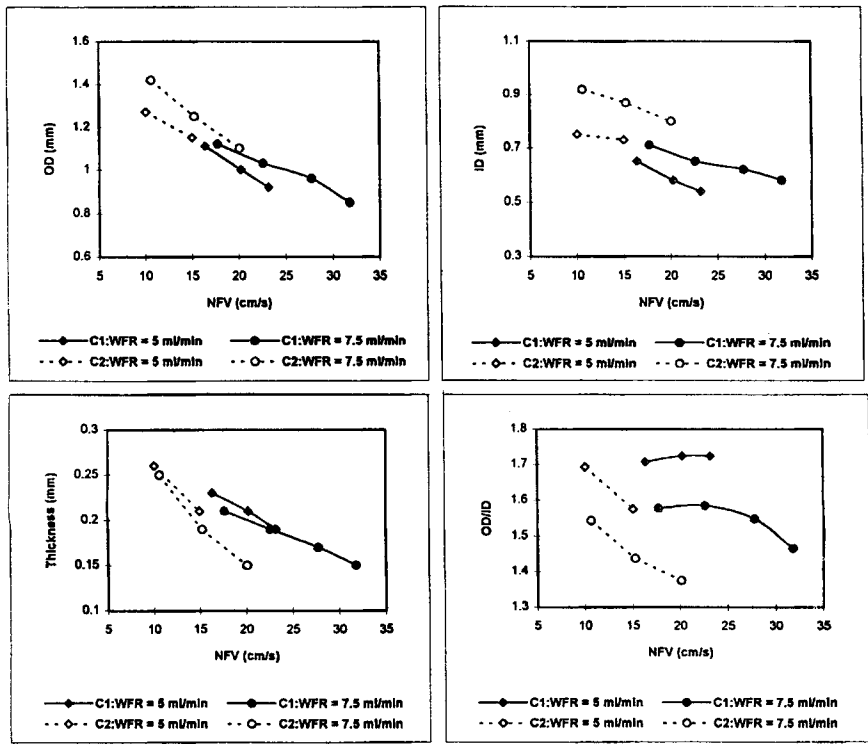 1.6
1.4
1.2
1
0.8
0.6
OD (mm)
5 10 15 20 25 30 35
NFV (cm/s)
C1:WFR = 5 ml/min C1:WFR = 7.5 ml/min
C2:WFR = 5 ml/min C2:WFR = 7.5 ml/min
1.1
0.9
0.7
0.5
0.3
ID (mm)
5 10 15 20 25 30 35
NFV (cm/s)
C1:WFR = 5 ml/min C1:WFR = 7.5 ml/min
C2:WFR = 5 ml/min C2:WFR = 7.5 ml/min
0.3
0.25
0.2
0.15
0.1
Thickness (mm)
5 10 15 20 25 30 35
NFV (cm/s)
C1:WFR = 5 ml/min C1:WFR = 7.5 ml/min
C2:WFR = 5 ml/min C2:WFR = 7.5 ml/min
1.8
1.7
1.6
1.5
1.4
1.3
OD/ID
5 10 15 20 25 30 35
NFV (cm/s)
C1:WFR = 5 ml/min C1:WFR = 7.5 ml/min
C2:WFR = 5 ml/min C2:WFR = 7.5 ml/min